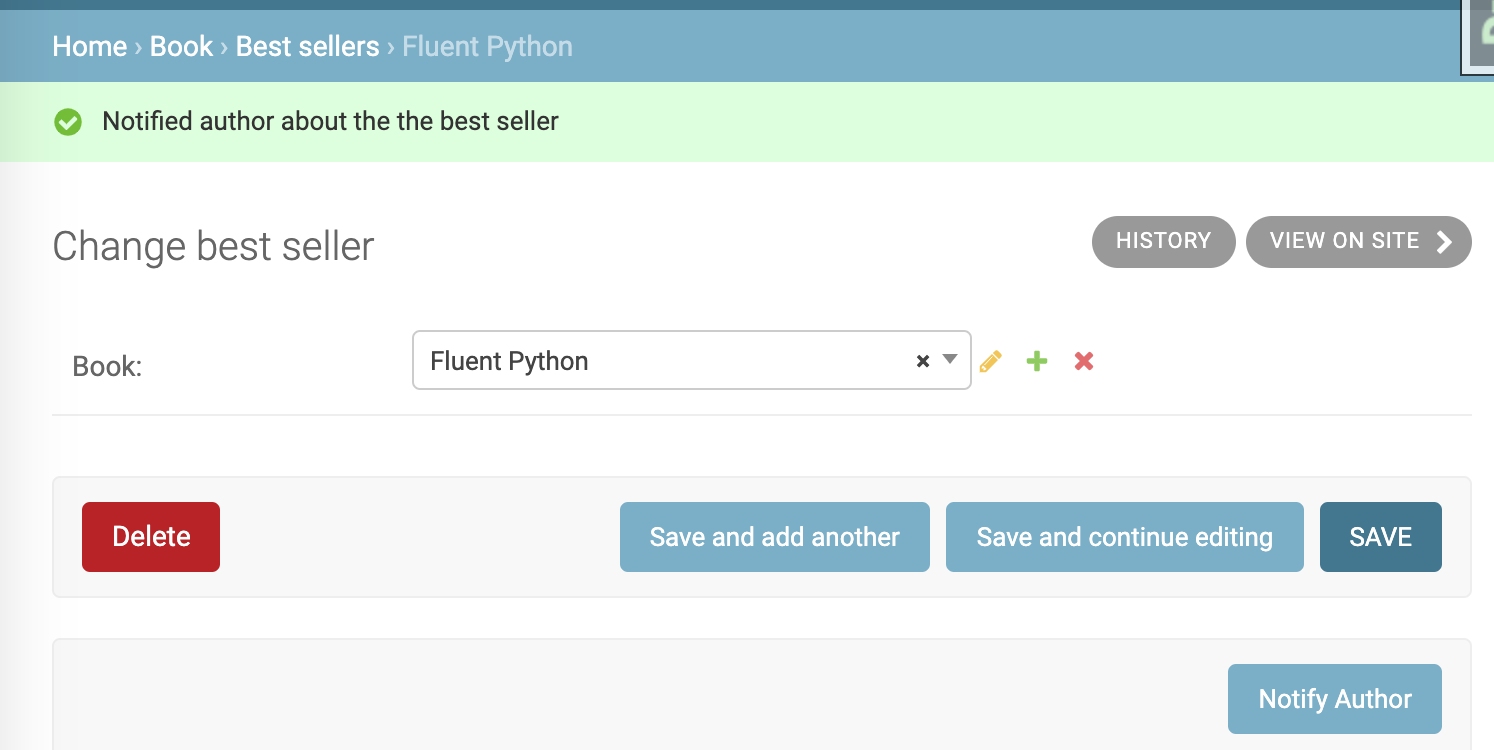 Home › Book › Best sellers › Fluent Python
Notified author about the the best seller
Change best seller
HISTORY
VIEW ON SITE
Book:
Fluent Python
Delete
Save and add another
Save and continue editing
SAVE
Notify Author